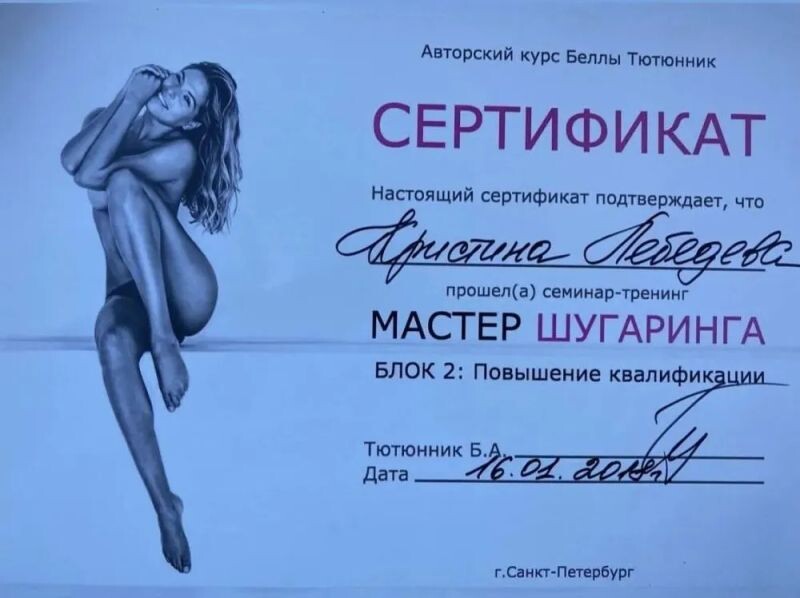 Авторский курс Беллы Тютюнник
СЕРТИФИКАТ
Настоящий сертификат подтверждает, что
Кристина Лебедева
прошел(а) семинар-тренинг
МАСТЕР ШУГАРИНГА
БЛОК 2: Повышение квалификации
Тютюнник Б.А.
Дата 16.01.2018г
г.Санкт-Петербург